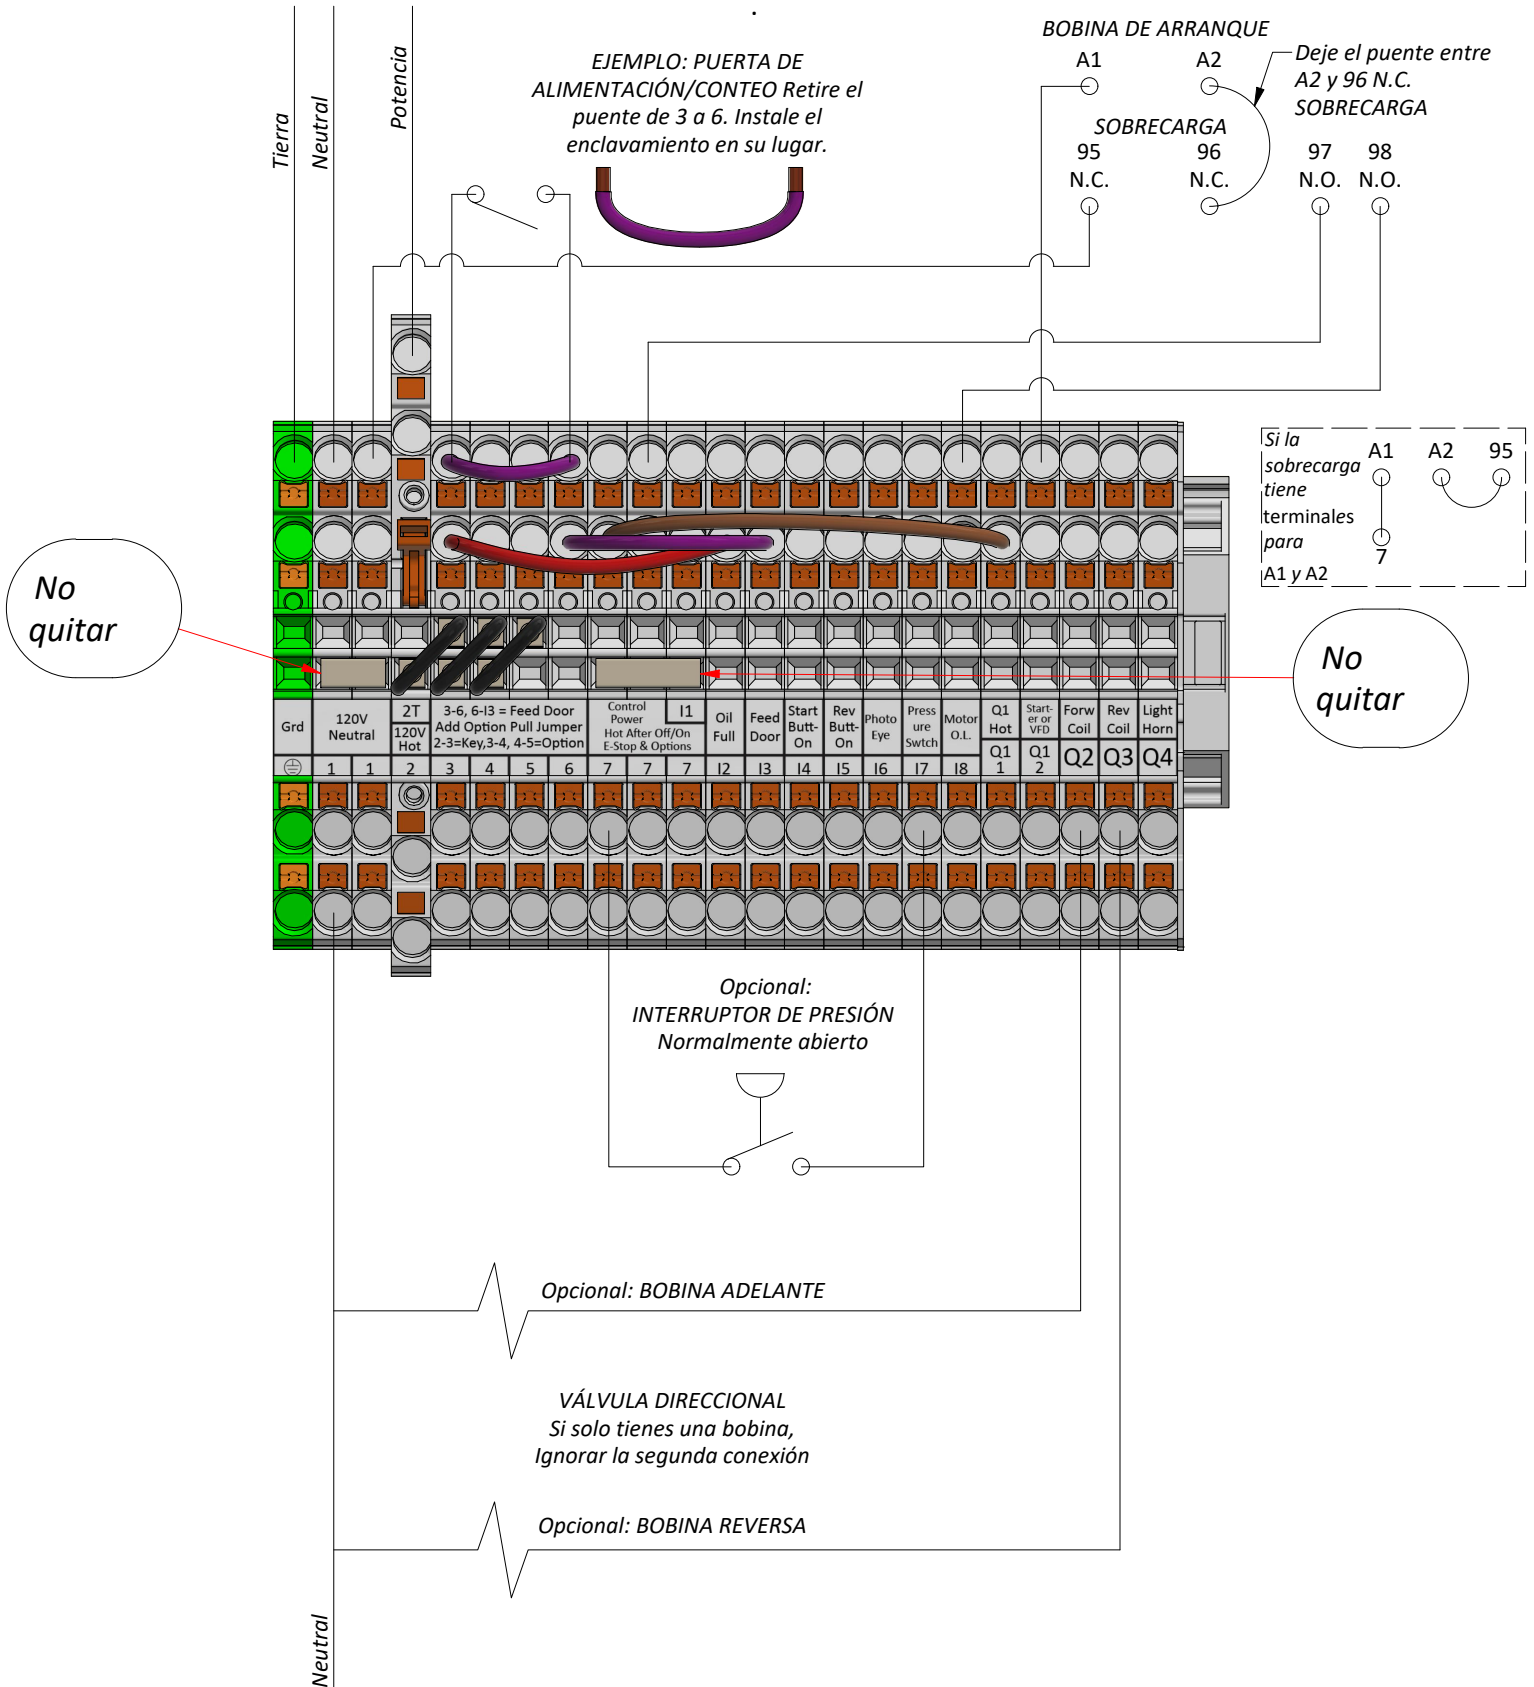 Tierra
Neutral
Potencia
EJEMPLO: PUERTA DE
ALIMENTACIÓN/CONTEO Retire el
puente de 3 a 6. Instale el
enclavamiento en su lugar.
.
BOBINA DE ARRANQUE
A1 A2
Deje el puente entre
A2 y 96 N.C.
SOBRECARGA
SOBRECARGA
95 96 97 98
N.C. N.C. N.O. N.O.
Si la
sobrecarga
tiene
terminales
para
A1 y A2
A1 A2 95
7
No
quitar
No
quitar
Grd
120V
Neutral
2T
120V
Hot
3-6, 6-I3 = Feed Door
Add Option Pull Jumper
2-3=Key,3-4, 4-5=Option
Control
Power
I1
Hot After Off/On
E-Stop & Options
Oil
Full
Feed
Door
Start
Butt-
On
Rev
Butt-
On
Photo
Eye
Press
ure
Swtch
Motor
O.L.
Q1
Hot
Start-
er or
VFD
Forw
Coil
Rev
Coil
Light
Horn
1 1 2 3 4 5 6 7 7 7 I2 I3 I4 I5 I6 I7 I8
Q1
1
Q1
2
Q2 Q3 Q4
Opcional:
INTERRUPTOR DE PRESIÓN
Normalmente abierto
Opcional: BOBINA ADELANTE
VÁLVULA DIRECCIONAL
Si solo tienes una bobina,
Ignorar la segunda conexión
Opcional: BOBINA REVERSA
Neutral